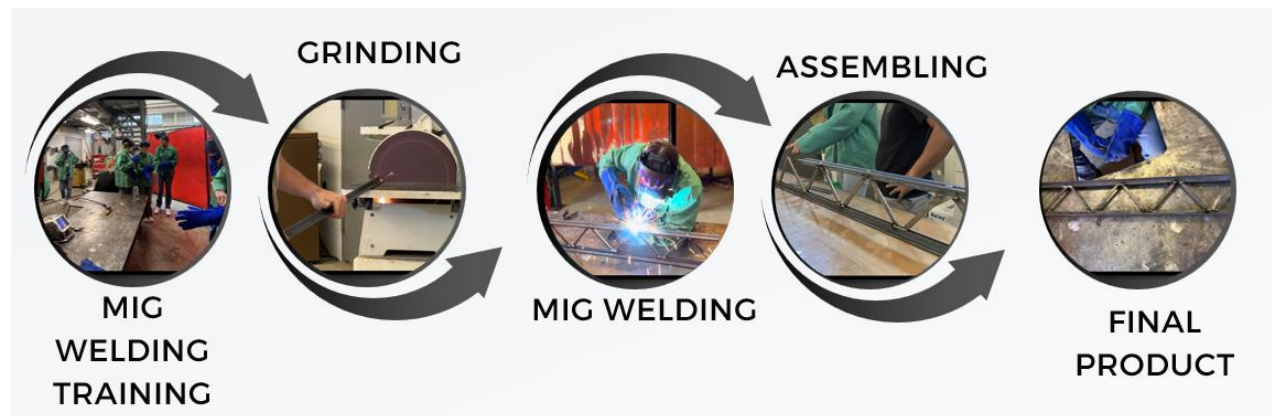 MIG
WELDING
TRAINING
GRINDING
MIG WELDING
ASSEMBLING
FINAL
PRODUCT